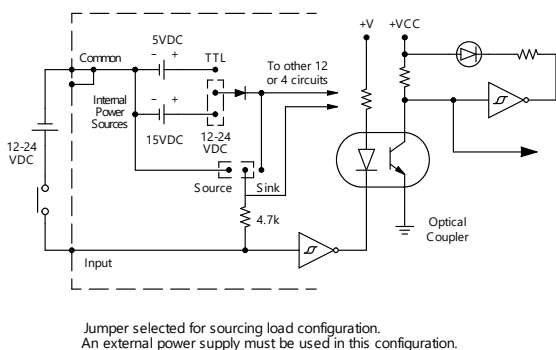 5VDC
+V
+VCC
Common
− +
TTL
To other 12
or 4 circuits
Internal
Power
Sources
− +
15VDC
12-24
VDC
12-24
VDC
Source
Sink
4.7k
Optical
Coupler
Input
Jumper selected for sourcing load configuration.
An external power supply must be used in this configuration.